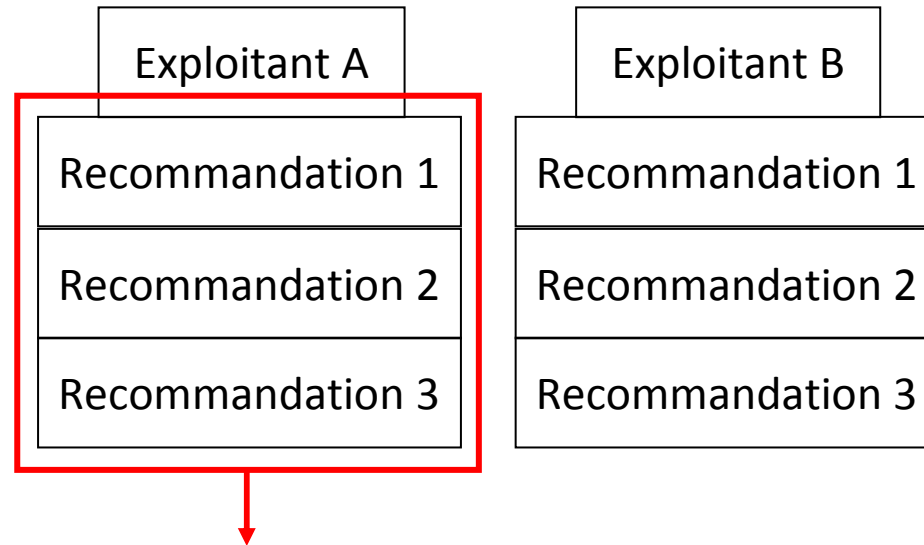 Exploitant A
Recommandation 1
Recommandation 2
Recommandation 3
Exploitant B
Recommandation 1
Recommandation 2
Recommandation 3